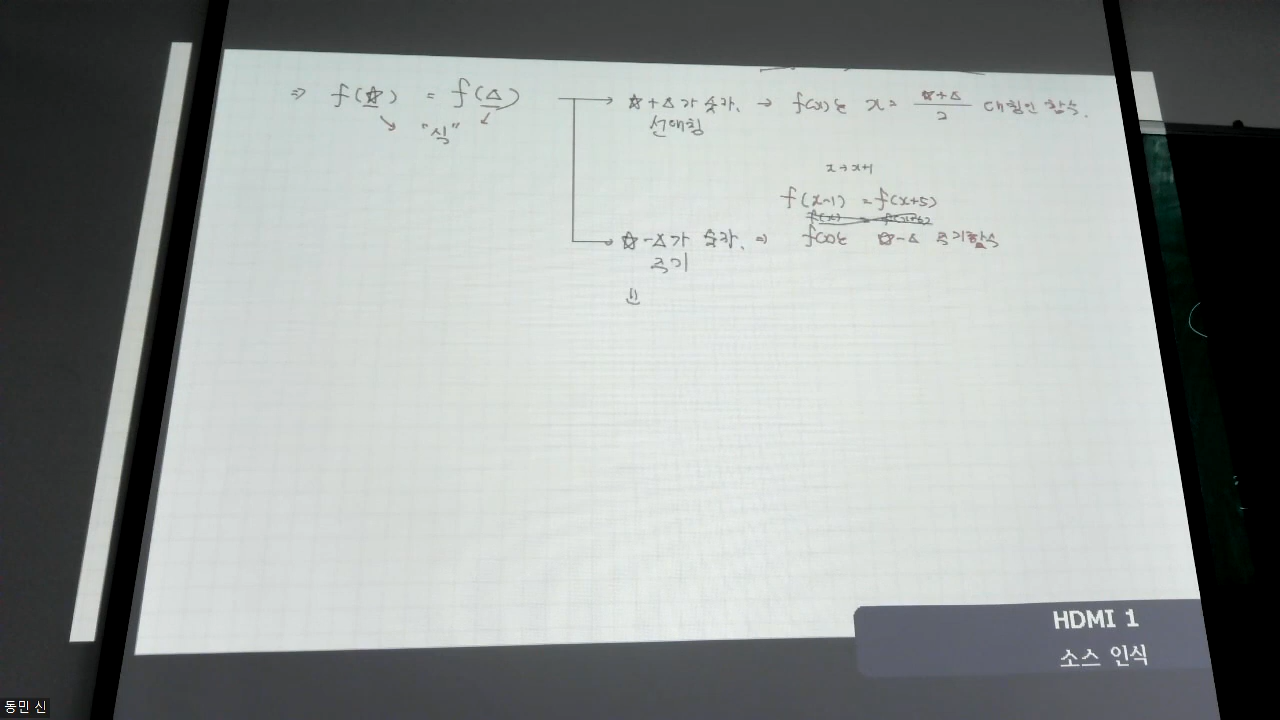 ⇒ f(☆) = f(△) → ☆+△가 숫자. → f(x)는 x = (☆+△)/2 대칭인 함수.
"식"
선대칭
x→x+1
f(x-1) = f(x+5)
f(x) = f(x+6)
☆-△가 숫자. ⇒ f(x)는 ☆-△ 주기함수
주기
⇓
HDMI 1
소스 인식
동민 신